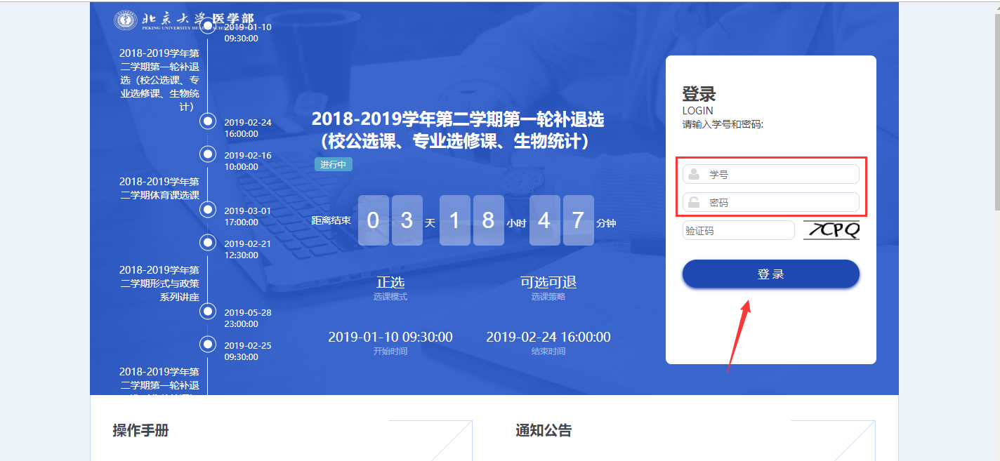 北京大学医学部
PEKING UNIVERSITY HEALTH SCIENCE
2019-01-10
09:30:00
2018-2019学年第
二学期第一轮补退
选（校公选课、专
业选修课、生物统
计）
2019-02-24
16:00:00
2019-02-16
10:00:00
2018-2019学年第
二学期体育课选课
2019-03-01
17:00:00
2019-02-21
12:30:00
2018-2019学年第
二学期形式与政策
系列讲座
2019-05-28
23:00:00
2019-02-25
09:30:00
2018-2019学年第
二学期第一轮补退
2018-2019学年第二学期第一轮补退选
（校公选课、专业选修课、生物统计）
进行中
距离结束 0 3 天 1 8 小时 4 7 分钟
正选 可选可退
选课模式 选课策略
2019-01-10 09:30:00 2019-02-24 16:00:00
开始时间 结束时间
登录
LOGIN
请输入学号和密码:
学号
密码
验证码 7CPQ
登 录
操作手册 通知公告